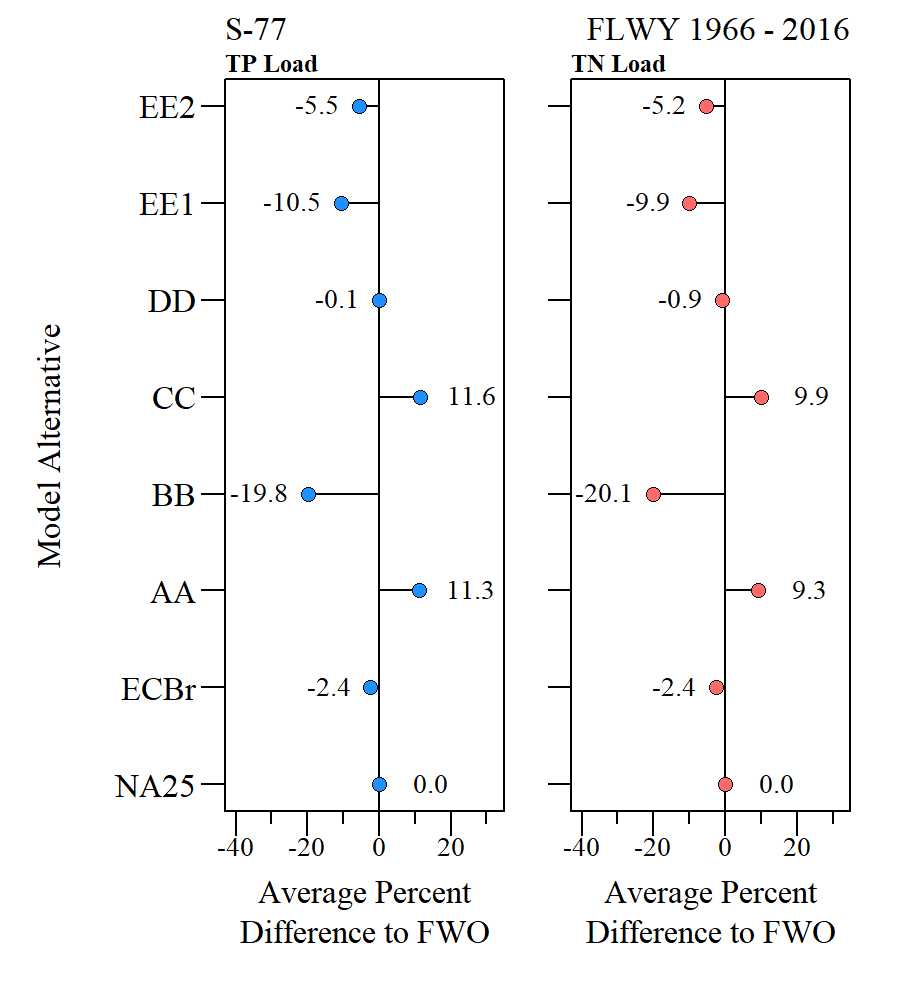 S-77
FLWY 1966 - 2016
TP Load
TN Load
EE2
-5.5
-5.2
EE1
-10.5
-9.9
DD
-0.1
-0.9
CC
11.6
9.9
BB
-19.8
-20.1
AA
11.3
9.3
ECBr
-2.4
-2.4
NA25
0.0
0.0
Model Alternative
-40 -20 0 20
-40 -20 0 20
Average Percent
Difference to FWO
Average Percent
Difference to FWO